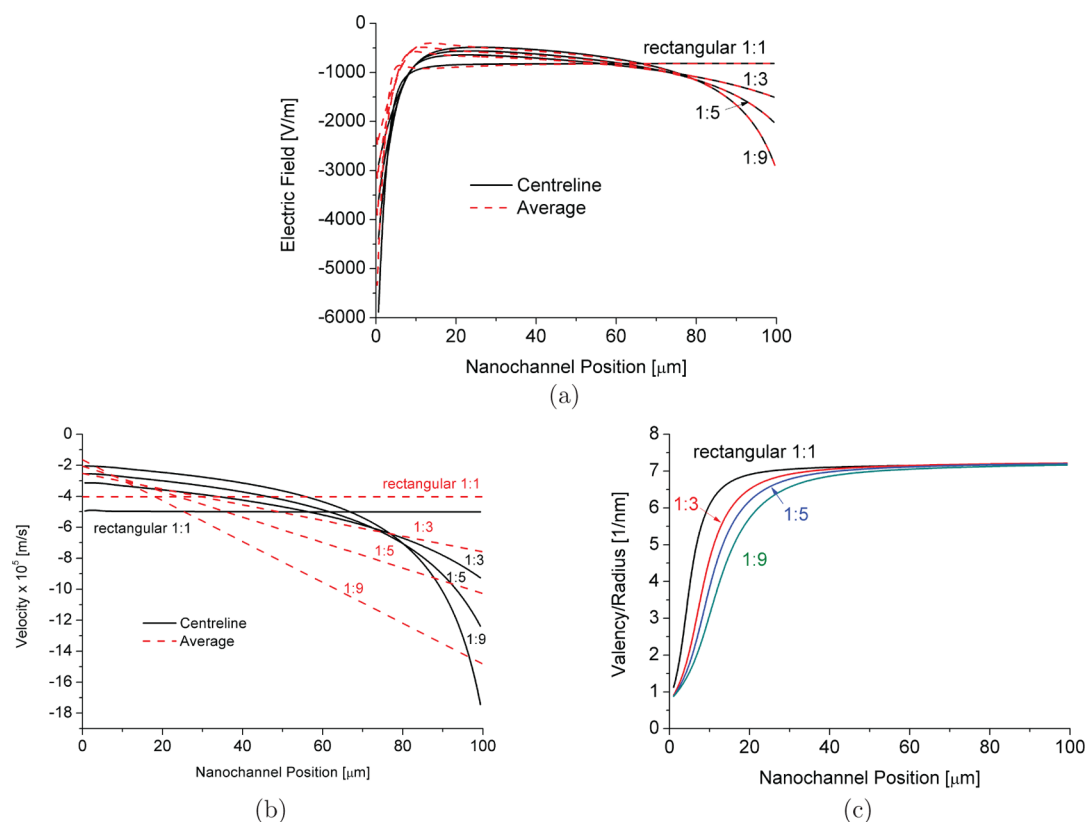 0
-1000
-2000
-3000
-4000
-5000
-6000
Electric Field [V/m]
rectangular 1:1
1:3
1:5
1:9
Centreline
Average
0 20 40 60 80 100
Nanochannel Position [μm]
(a)
0
-2
-4
-6
-8
-10
-12
-14
-16
-18
Velocity x 10⁵ [m/s]
rectangular 1:1
rectangular 1:1
1:3
1:5
1:9
1:3
1:5
1:9
Centreline
Average
0 20 40 60 80 100
Nanochannel Position [μm]
(b)
8
7
6
5
4
3
2
1
0
Valency/Radius [1/nm]
rectangular 1:1
1:3
1:5
1:9
0 20 40 60 80 100
Nanochannel Position [μm]
(c)